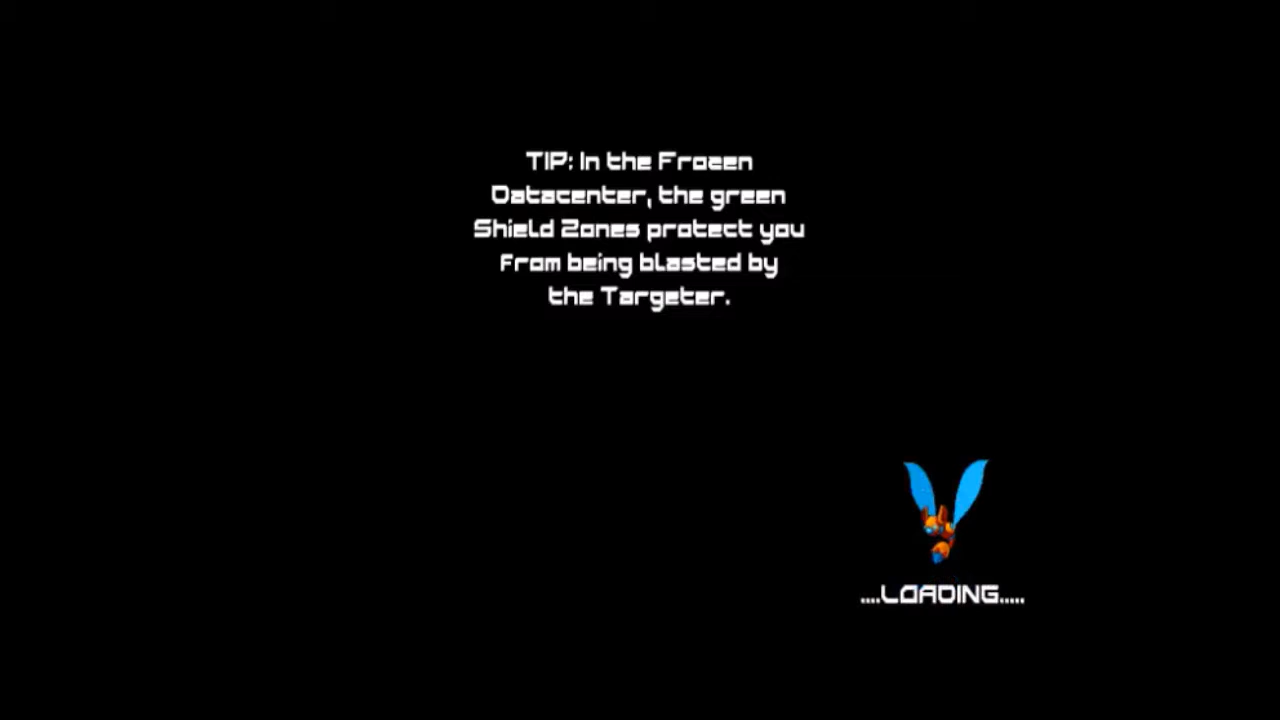 TIP: In the Frozen
Datacenter, the green
Shield Zones protect you
from being blasted by
the Targeter.
....LOADING.....